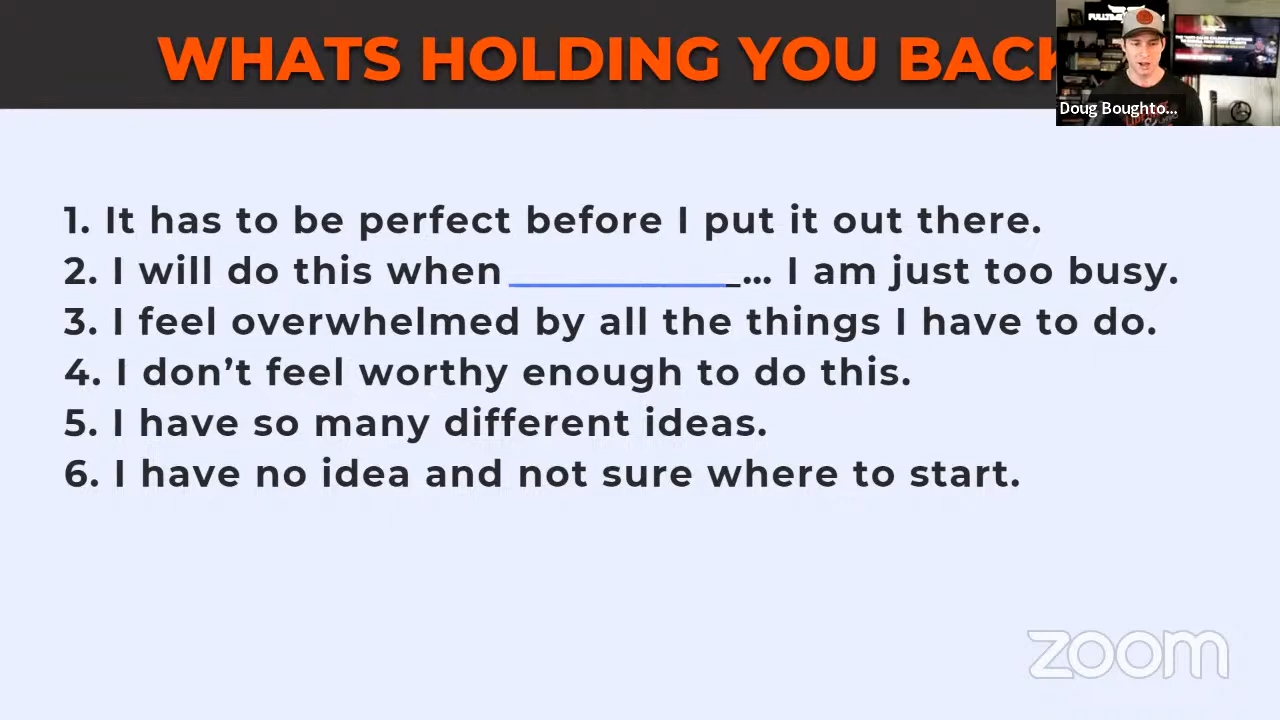 WHATS HOLDING YOU BACK
Doug Boughto...
1. It has to be perfect before I put it out there.
2. I will do this when ____________... I am just too busy.
3. I feel overwhelmed by all the things I have to do.
4. I don’t feel worthy enough to do this.
5. I have so many different ideas.
6. I have no idea and not sure where to start.
zoom